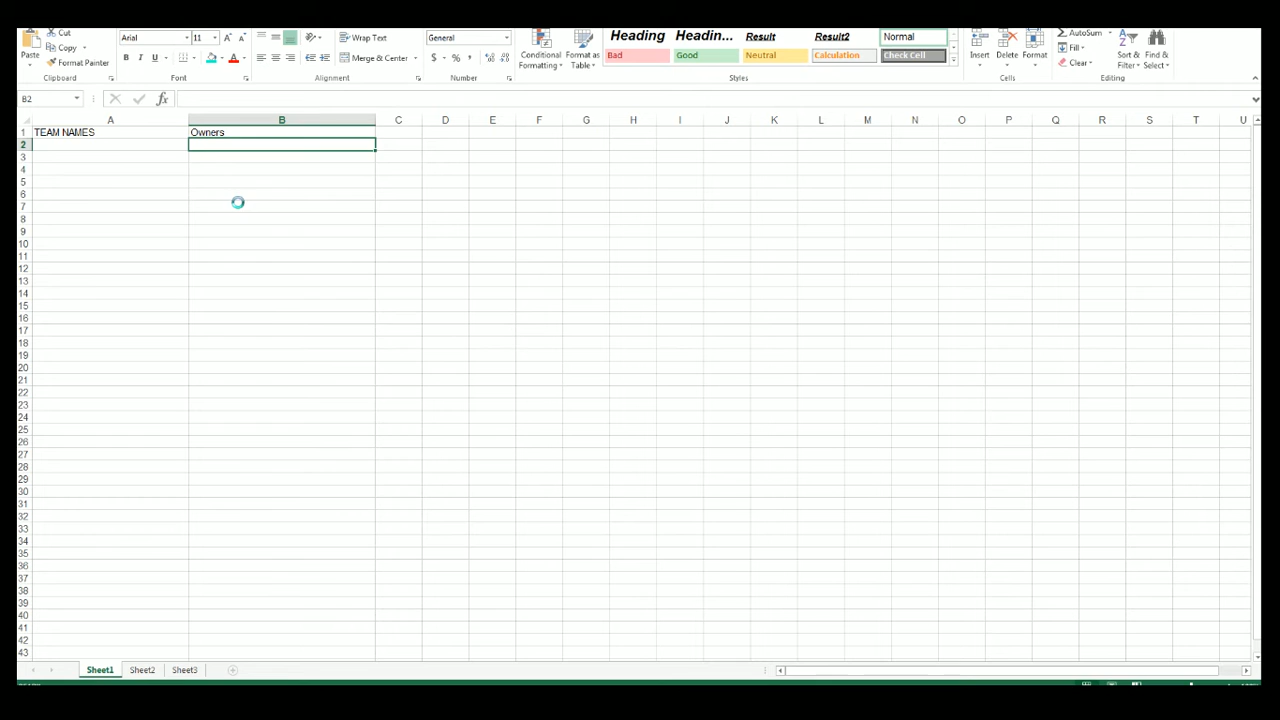 Cut
Copy
Paste
Format Painter
Clipboard
Arial
11
B I U
Font
Wrap Text
Merge & Center
Alignment
General
$ % ,
Number
Conditional Formatting
Format as Table
Heading Headin... Result Result2 Normal
Bad Good Neutral Calculation Check Cell
Styles
Insert
Delete
Format
Cells
AutoSum
Fill
Clear
Sort & Filter
Find & Select
Editing
B2
fx
A B C D E F G H I J K L M N O P Q R S T U
1 TEAM NAMES Owners
2
3
4
5
6
7
8
9
10
11
12
13
14
15
16
17
18
19
20
21
22
23
24
25
26
27
28
29
30
31
32
33
34
35
36
37
38
39
40
41
42
43
Sheet1 Sheet2 Sheet3